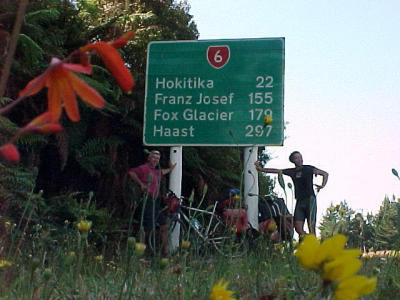 6
Hokitika 22
Franz Josef 155
Fox Glacier 179
Haast 297